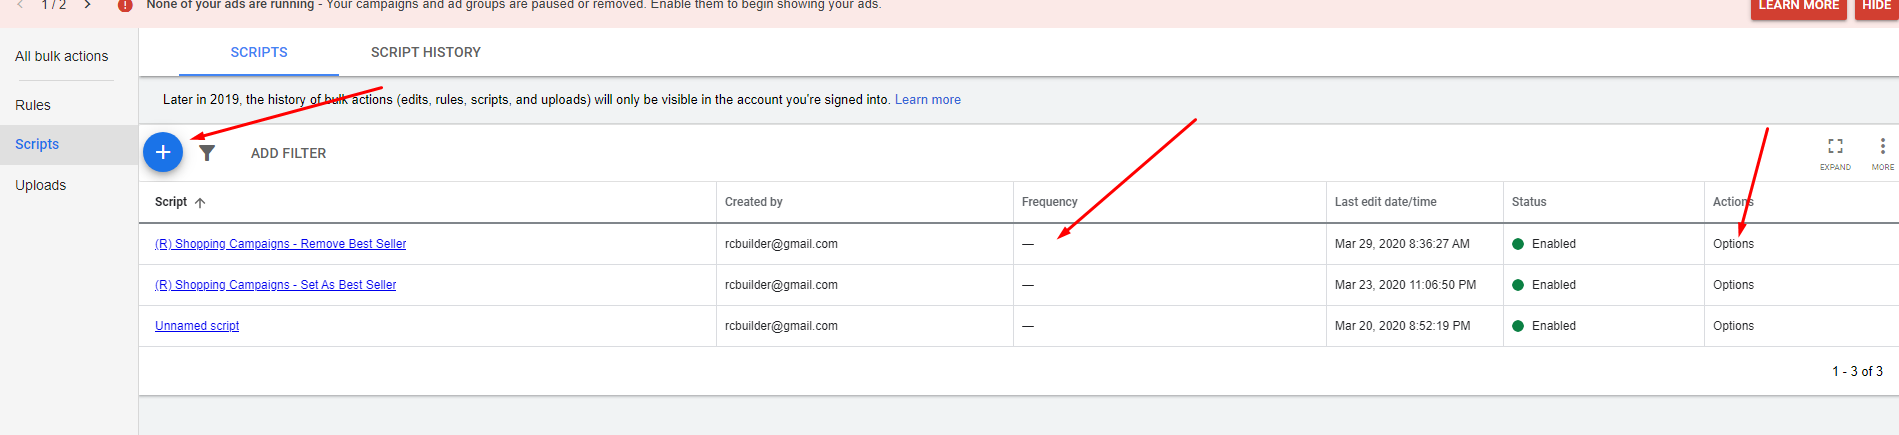 1 / 2 None of your ads are running - Your campaigns and ad groups are paused or removed. Enable them to begin showing your ads. LEARN MORE HIDE
All bulk actions
Rules
Scripts
Uploads
SCRIPTS SCRIPT HISTORY
Later in 2019, the history of bulk actions (edits, rules, scripts, and uploads) will only be visible in the account you're signed into. Learn more
ADD FILTER EXPAND MORE
Script Created by Frequency Last edit date/time Status Actions
(R) Shopping Campaigns - Remove Best Seller rcbuilder@gmail.com — Mar 29, 2020 8:36:27 AM Enabled Options
(R) Shopping Campaigns - Set As Best Seller rcbuilder@gmail.com — Mar 23, 2020 11:06:50 PM Enabled Options
Unnamed script rcbuilder@gmail.com — Mar 20, 2020 8:52:19 PM Enabled Options
1 - 3 of 3